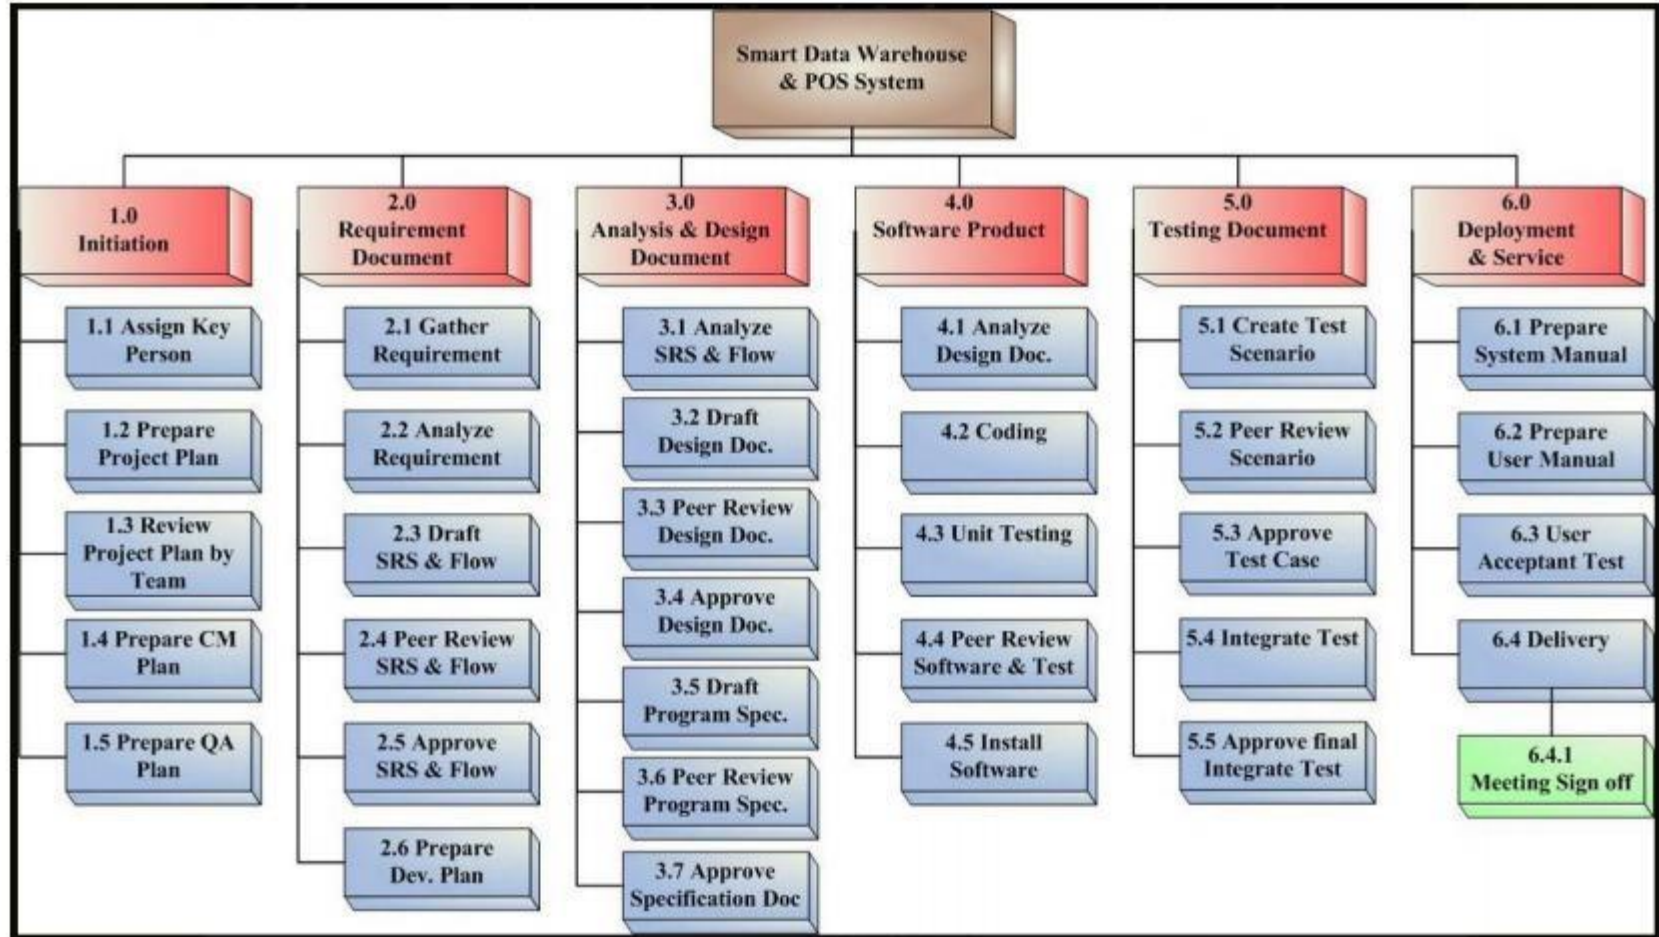 Smart Data Warehouse
& POS System
1.0
Initiation
1.1 Assign Key
Person
1.2 Prepare
Project Plan
1.3 Review
Project Plan by
Team
1.4 Prepare CM
Plan
1.5 Prepare QA
Plan
2.0
Requirement
Document
2.1 Gather
Requirement
2.2 Analyze
Requirement
2.3 Draft
SRS & Flow
2.4 Peer Review
SRS & Flow
2.5 Approve
SRS & Flow
2.6 Prepare
Dev. Plan
3.0
Analysis & Design
Document
3.1 Analyze
SRS & Flow
3.2 Draft
Design Doc.
3.3 Peer Review
Design Doc.
3.4 Approve
Design Doc.
3.5 Draft
Program Spec.
3.6 Peer Review
Program Spec.
3.7 Approve
Specification Doc
4.0
Software Product
4.1 Analyze
Design Doc.
4.2 Coding
4.3 Unit Testing
4.4 Peer Review
Software & Test
4.5 Install
Software
5.0
Testing Document
5.1 Create Test
Scenario
5.2 Peer Review
Scenario
5.3 Approve
Test Case
5.4 Integrate Test
5.5 Approve final
Integrate Test
6.0
Deployment
& Service
6.1 Prepare
System Manual
6.2 Prepare
User Manual
6.3 User
Acceptant Test
6.4 Delivery
6.4.1
Meeting Sign off